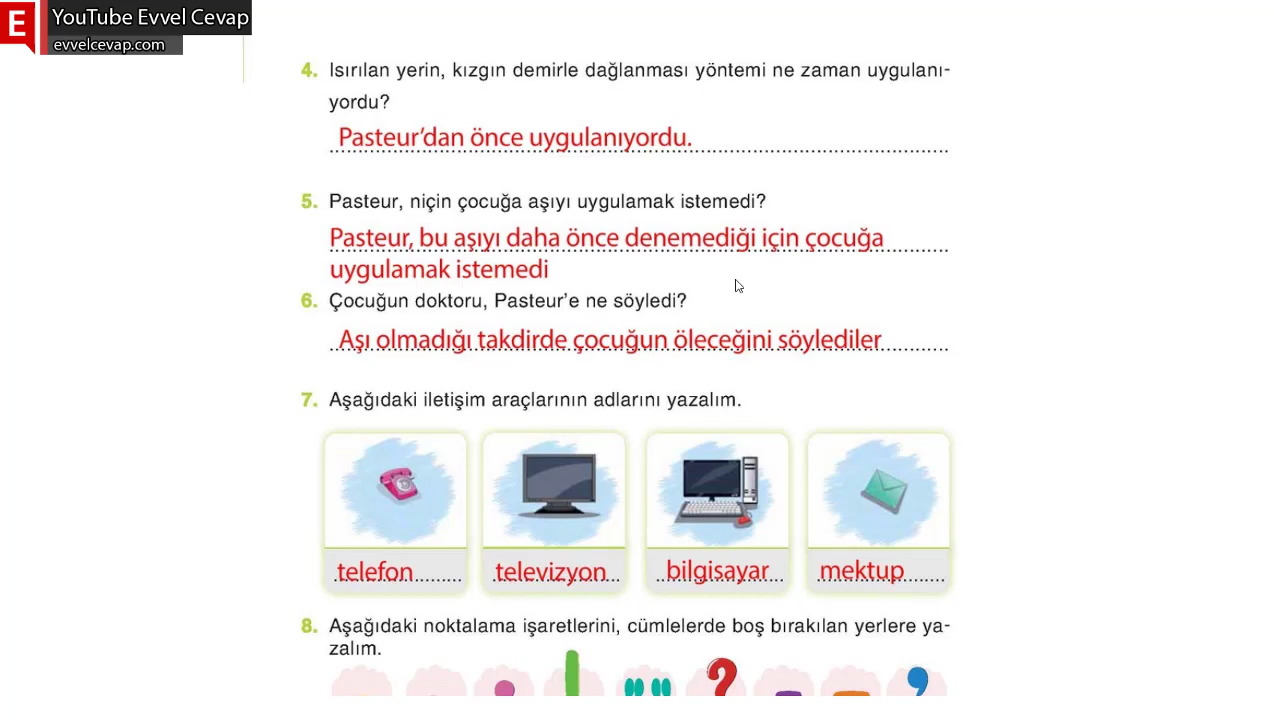 E
YouTube Evvel Cevap
evvelcevap.com
4. Isırılan yerin, kızgın demirle dağlanması yöntemi ne zaman uygulanı-
yordu?
Pasteur’dan önce uygulanıyordu.
5. Pasteur, niçin çocuğa aşıyı uygulamak istemedi?
Pasteur, bu aşıyı daha önce denemediği için çocuğa
uygulamak istemedi
6. Çocuğun doktoru, Pasteur’e ne söyledi?
Aşı olmadığı takdirde çocuğun öleceğini söylediler
7. Aşağıdaki iletişim araçlarının adlarını yazalım.
telefon televizyon bilgisayar mektup
8. Aşağıdaki noktalama işaretlerini, cümlelerde boş bırakılan yerlere ya-
zalım.